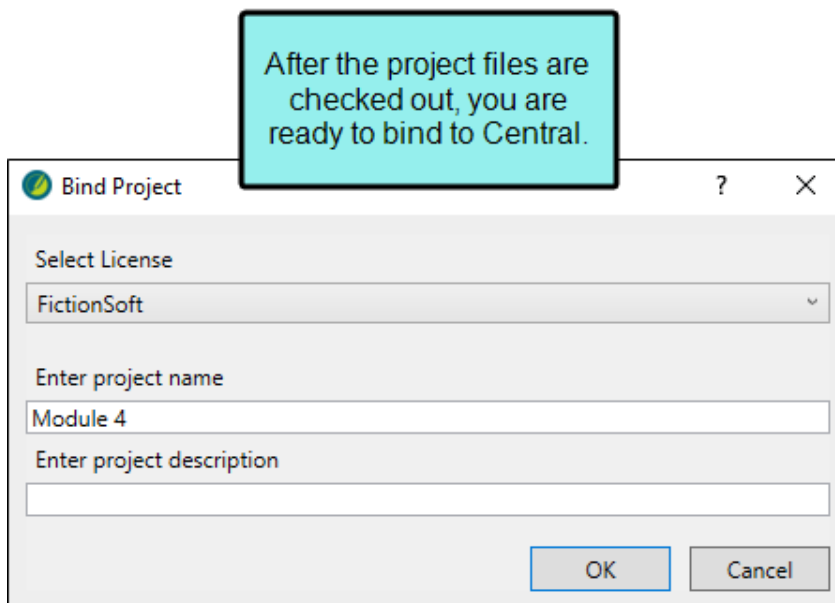 After the project files are
checked out, you are
ready to bind to Central.
Bind Project ?
Select License
FictionSoft
Enter project name
Module 4
Enter project description
OK Cancel